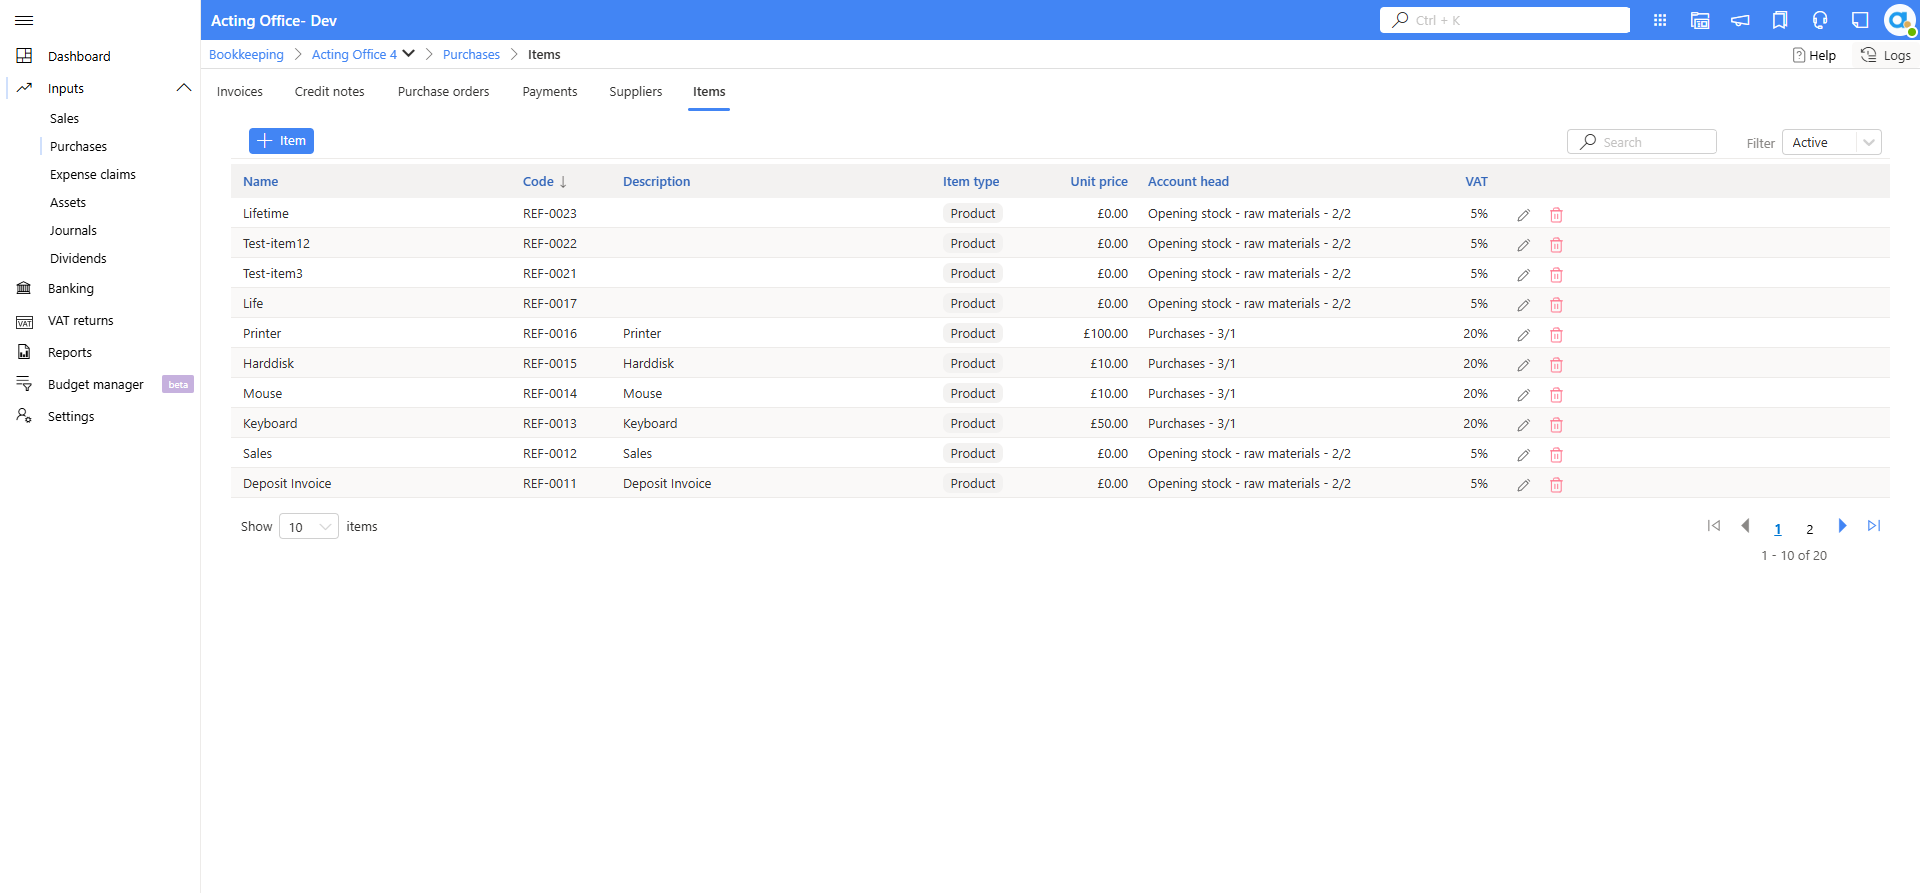 Acting Office- Dev
Ctrl + K
Bookkeeping > Acting Office 4 > Purchases > Items
Help
Logs
Dashboard
Inputs
Sales
Purchases
Expense claims
Assets
Journals
Dividends
Banking
VAT returns
Reports
Budget manager beta
Settings
Invoices Credit notes Purchase orders Payments Suppliers Items
+ Item
Search
Filter Active
Name Code ↓ Description Item type Unit price Account head VAT
Lifetime REF-0023 Product £0.00 Opening stock - raw materials - 2/2 5%
Test-item12 REF-0022 Product £0.00 Opening stock - raw materials - 2/2 5%
Test-item3 REF-0021 Product £0.00 Opening stock - raw materials - 2/2 5%
Life REF-0017 Product £0.00 Opening stock - raw materials - 2/2 5%
Printer REF-0016 Printer Product £100.00 Purchases - 3/1 20%
Harddisk REF-0015 Harddisk Product £10.00 Purchases - 3/1 20%
Mouse REF-0014 Mouse Product £10.00 Purchases - 3/1 20%
Keyboard REF-0013 Keyboard Product £50.00 Purchases - 3/1 20%
Sales REF-0012 Sales Product £0.00 Opening stock - raw materials - 2/2 5%
Deposit Invoice REF-0011 Deposit Invoice Product £0.00 Opening stock - raw materials - 2/2 5%
Show 10 items
1 2
1 - 10 of 20